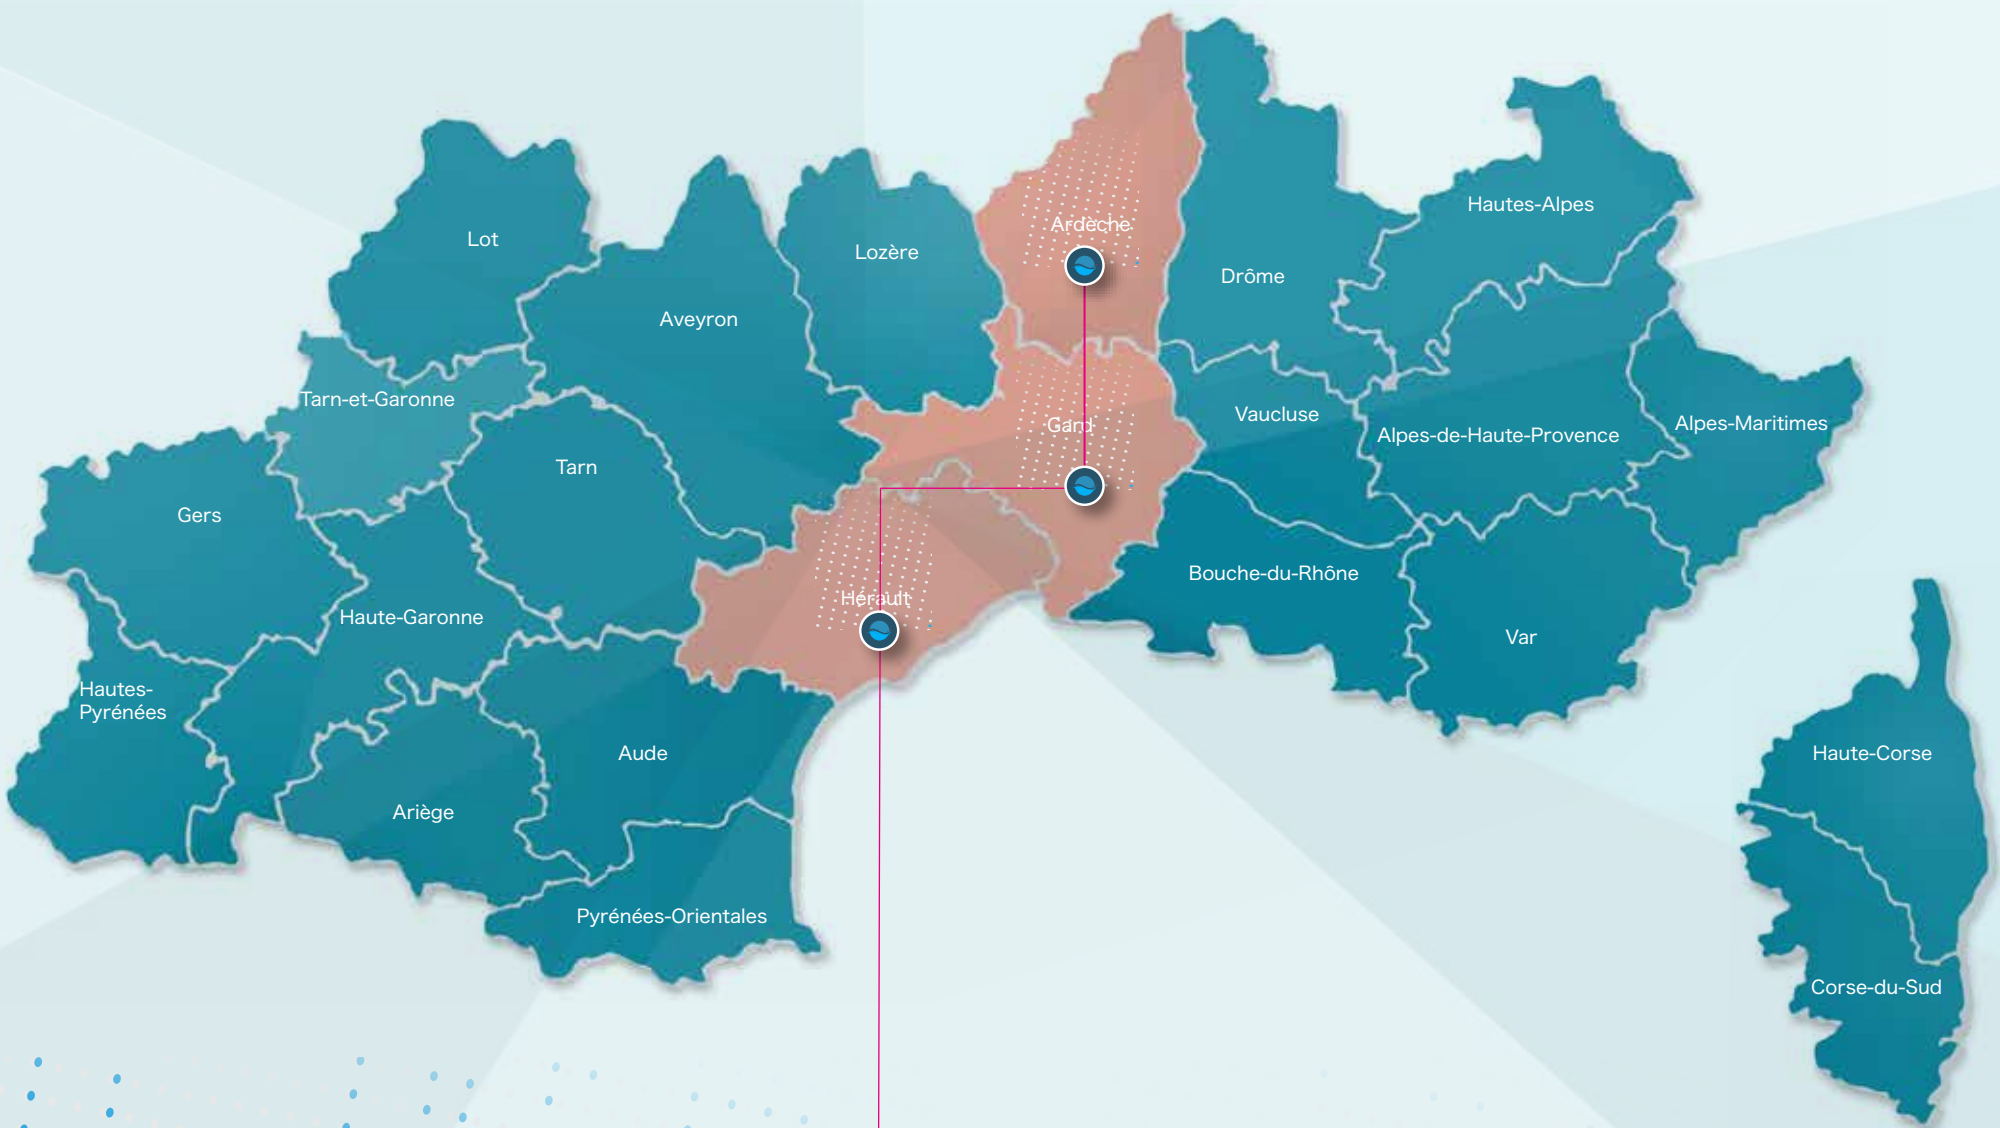 Hautes-Alpes
Ardèche
Lot
Lozère
Drôme
Aveyron
Tarn-et-Garonne
Vaucluse
Gard
Alpes-Maritimes
Alpes-de-Haute-Provence
Tarn
Gers
Bouche-du-Rhône
Hérault
Haute-Garonne
Var
Hautes-
Pyrénées
Aude
Haute-Corse
Ariège
Pyrénées-Orientales
Corse-du-Sud